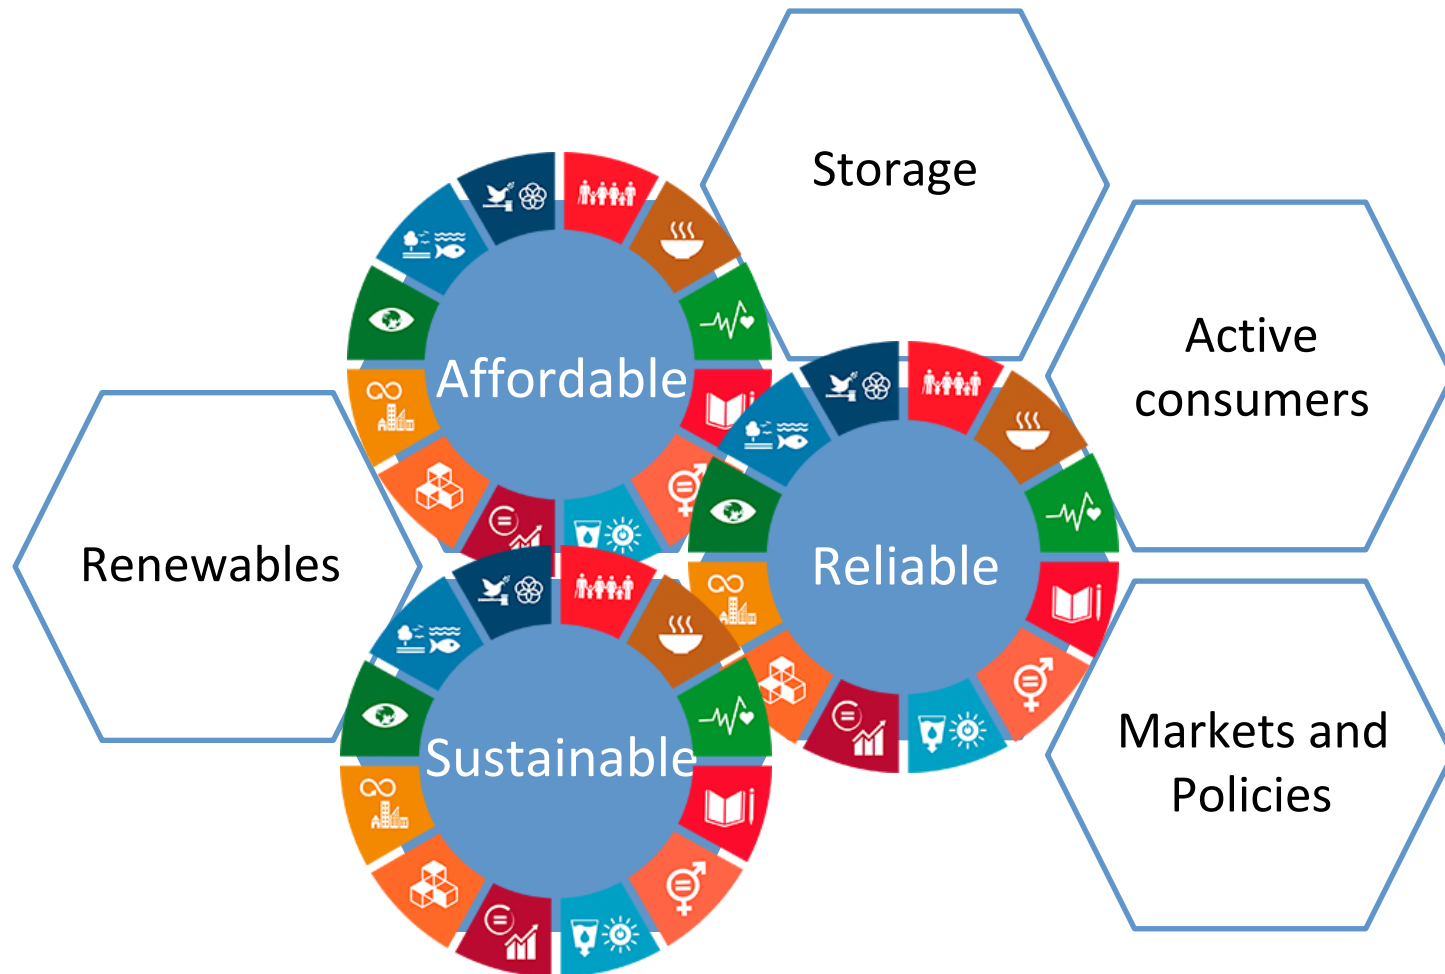 Storage
Active
consumers
Affordable
Renewables
Reliable
Sustainable
Markets and
Policies